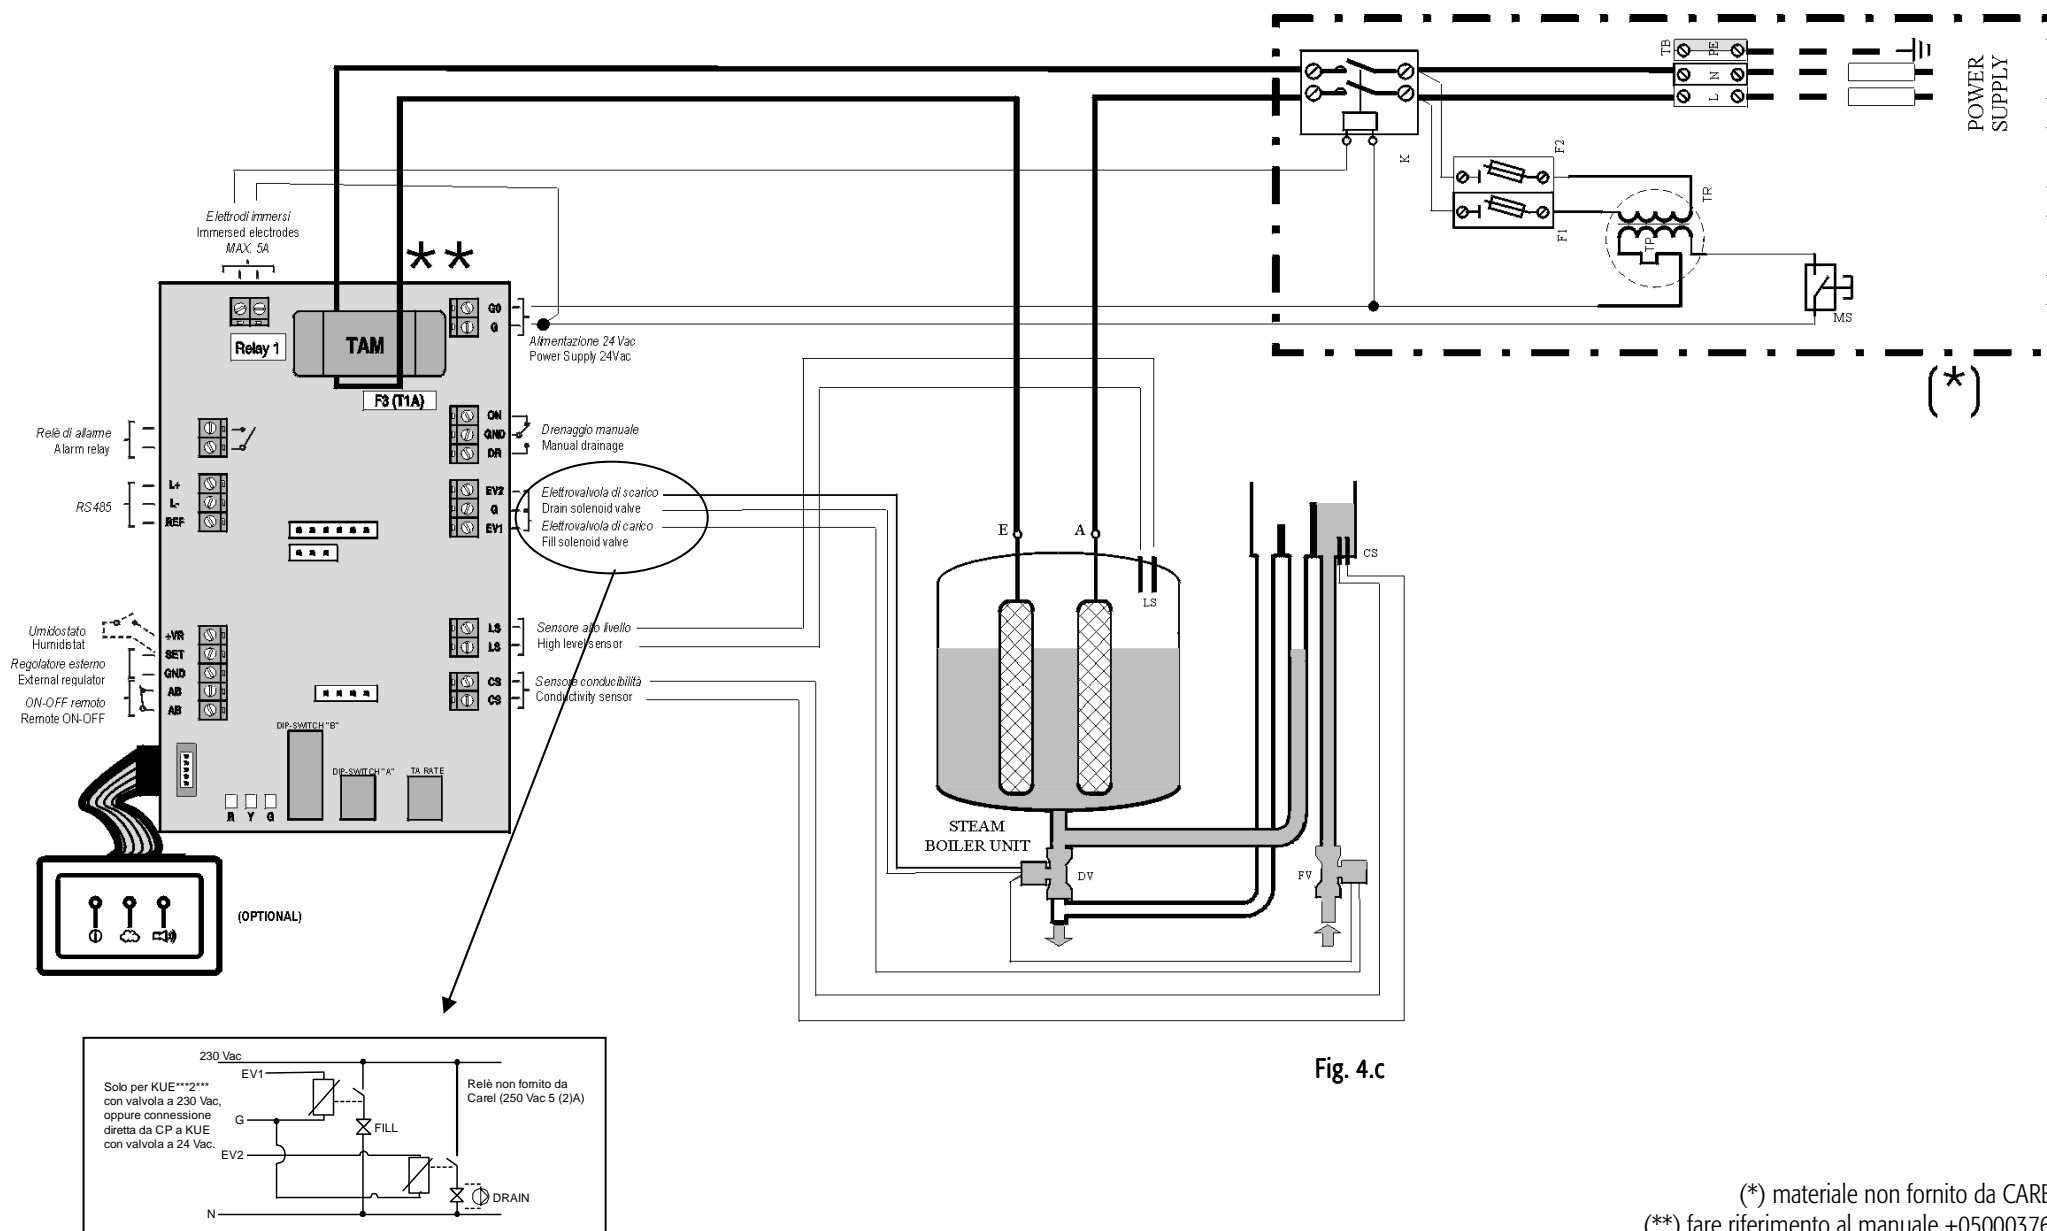 TB
PE
N
L
POWER
SUPPLY
K
F2
F1
TR
TP
MS
(*)
Elettrodi immersi
Immersed electrodes
MAX. 5A
**
Relay 1
TAM
F3 (T1A)
G0
G
Alimentazione 24 Vac
Power Supply 24Vac
ON
GND
DR
Drenaggio manuale
Manual drainage
Relè di allarme
Alarm relay
L+
L-
REF
RS485
EV2
G
EV1
Elettrovalvola di scarico
Drain solenoid valve
Elettrovalvola di carico
Fill solenoid valve
E
A
LS
CS
Umidostato
Humidistat
Regolatore esterno
External regulator
ON-OFF remoto
Remote ON-OFF
+VR
SET
GND
AB
AB
LS
LS
Sensore alto livello
High level sensor
CS
CS
Sensore conducibilità
Conductivity sensor
DIP-SWITCH "B"
DIP-SWITCH "A"
TA RATE
R Y G
STEAM
BOILER UNIT
DV
FV
(OPTIONAL)
Fig. 4.c
230 Vac
EV1
Solo per KUE***2***
con valvola a 230 Vac,
oppure connessione
diretta da CP a KUE
con valvola a 24 Vac.
G
EV2
N
FILL
DRAIN
Relè non fornito da
Carel (250 Vac 5 (2)A)
(*) materiale non fornito da CARE
(**) fare riferimento al manuale +05000376